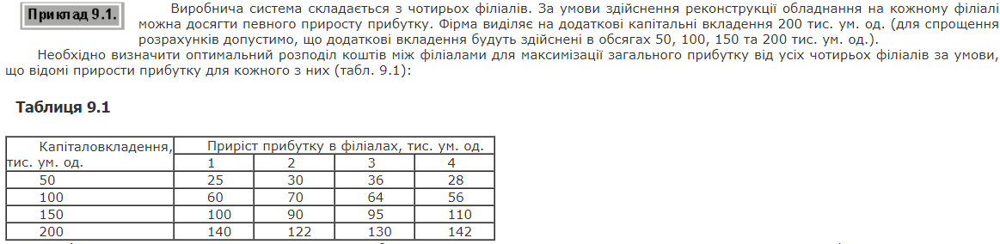 Приклад 9.1.
Виробнича система складається з чотирьох філіалів. За умови здійснення реконструкції обладнання на кожному філіалі
можна досягти певного приросту прибутку. Фірма виділяє на додаткові капітальні вкладення 200 тис. ум. од. (для спрощення
розрахунків допустимо, що додаткові вкладення будуть здійснені в обсягах 50, 100, 150 та 200 тис. ум. од.).
Необхідно визначити оптимальний розподіл коштів між філіалами для максимізації загального прибутку від усіх чотирьох філіалів за умови,
що відомі прирости прибутку для кожного з них (табл. 9.1):
Таблиця 9.1
Капіталовкладення, Приріст прибутку в філіалах, тис. ум. од.
тис. ум. од. 1 2 3 4
50 25 30 36 28
100 60 70 64 56
150 100 90 95 110
200 140 122 130 142